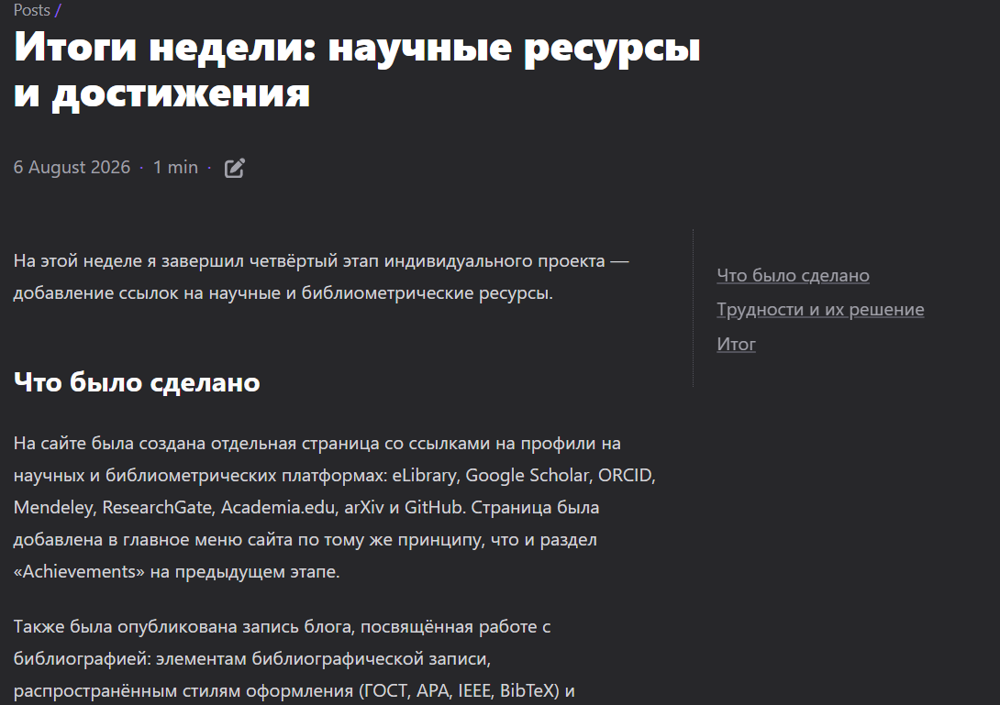 Posts /
Итоги недели: научные ресурсы
и достижения
6 August 2026 · 1 min ·
На этой неделе я завершил четвёртый этап индивидуального проекта —
добавление ссылок на научные и библиометрические ресурсы.
Что было сделано
Трудности и их решение
Итог
Что было сделано
На сайте была создана отдельная страница со ссылками на профили на
научных и библиометрических платформах: eLibrary, Google Scholar, ORCID,
Mendeley, ResearchGate, Academia.edu, arXiv и GitHub. Страница была
добавлена в главное меню сайта по тому же принципу, что и раздел
«Achievements» на предыдущем этапе.
Также была опубликована запись блога, посвящённая работе с
библиографией: элементам библиографической записи,
распространённым стилям оформления (ГОСТ, APA, IEEE, BibTeX) и